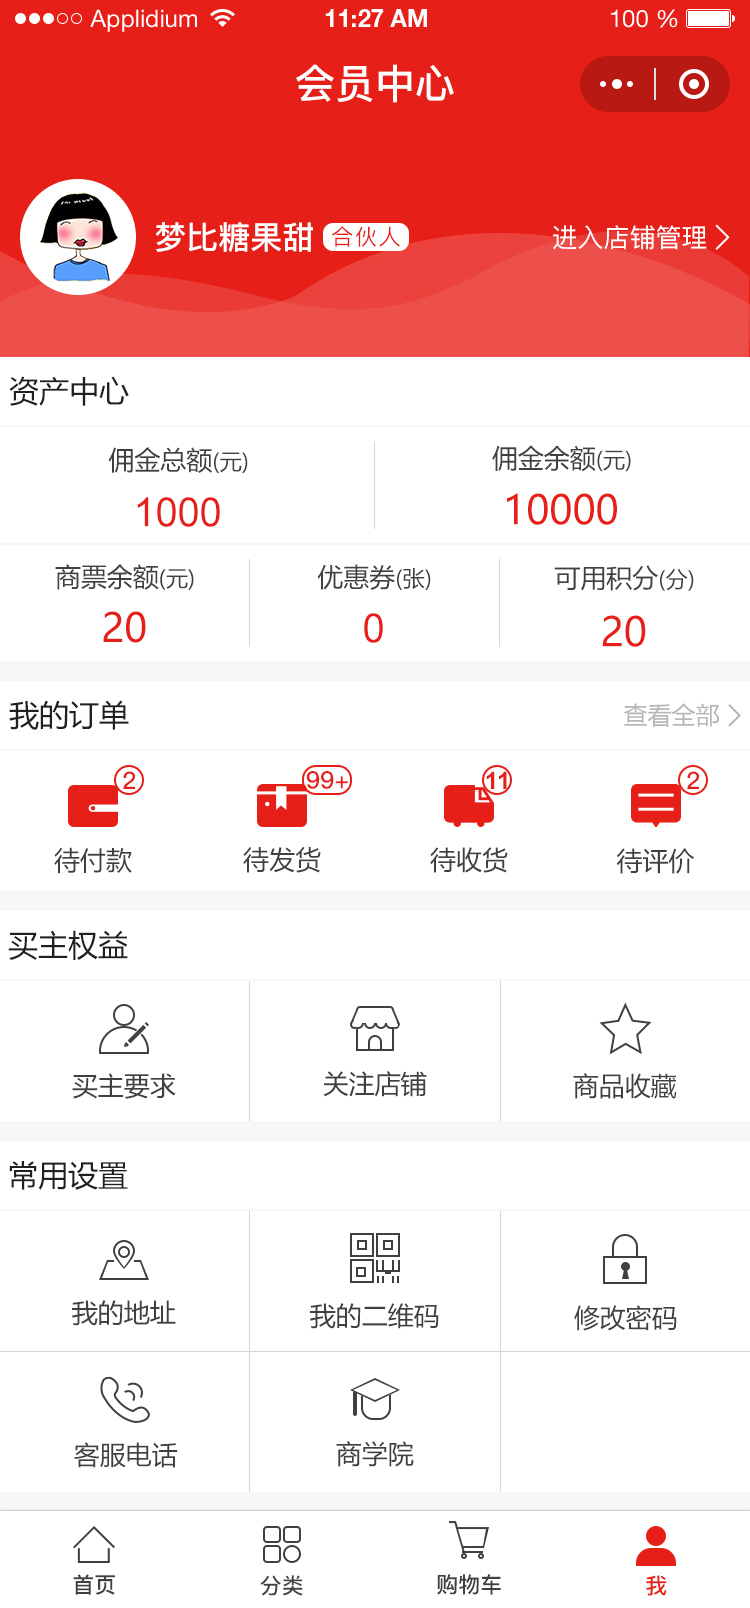 Applidium 11:27 AM 100 %
会员中心
梦比糖果甜 合伙人 进入店铺管理
资产中心
佣金总额(元) 佣金余额(元)
1000 10000
商票余额(元) 优惠券(张) 可用积分(分)
20 0 20
我的订单 查看全部
2 99+ 11 2
待付款 待发货 待收货 待评价
买主权益
买主要求 关注店铺 商品收藏
常用设置
我的地址 我的二维码 修改密码
客服电话 商学院
首页 分类 购物车 我